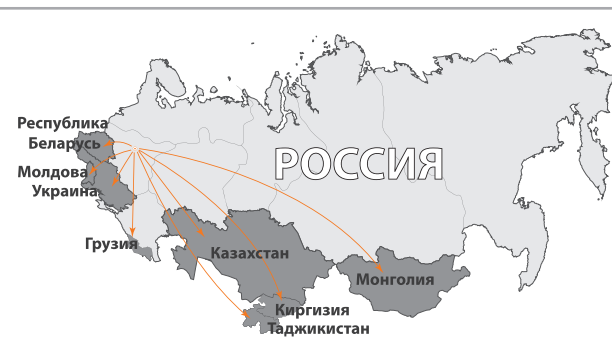 Республика
Беларусь
РОССИЯ
Молдова
Украина
Грузия
Казахстан
Монголия
Киргизия
Таджикистан